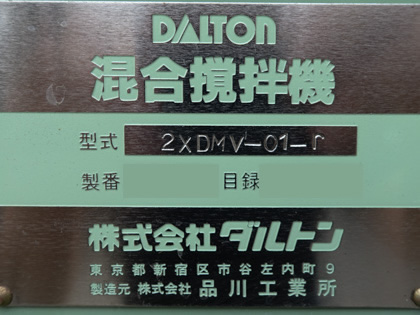 DALTON
混合撹拌機
型式 2XDMV-01-r
製番 目録
株式会社 ダルトン
東京都新宿区市谷左内町9
製造元 株式会社 品川工業所